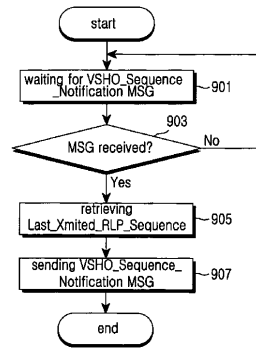 start
waiting for VSHO_Sequence
_Notification MSG
901
903
MSG received?
No
Yes
retrieving
Last_Xmited_RLP_Sequence
905
sending VSHO_Sequence_
Notification MSG
907
end